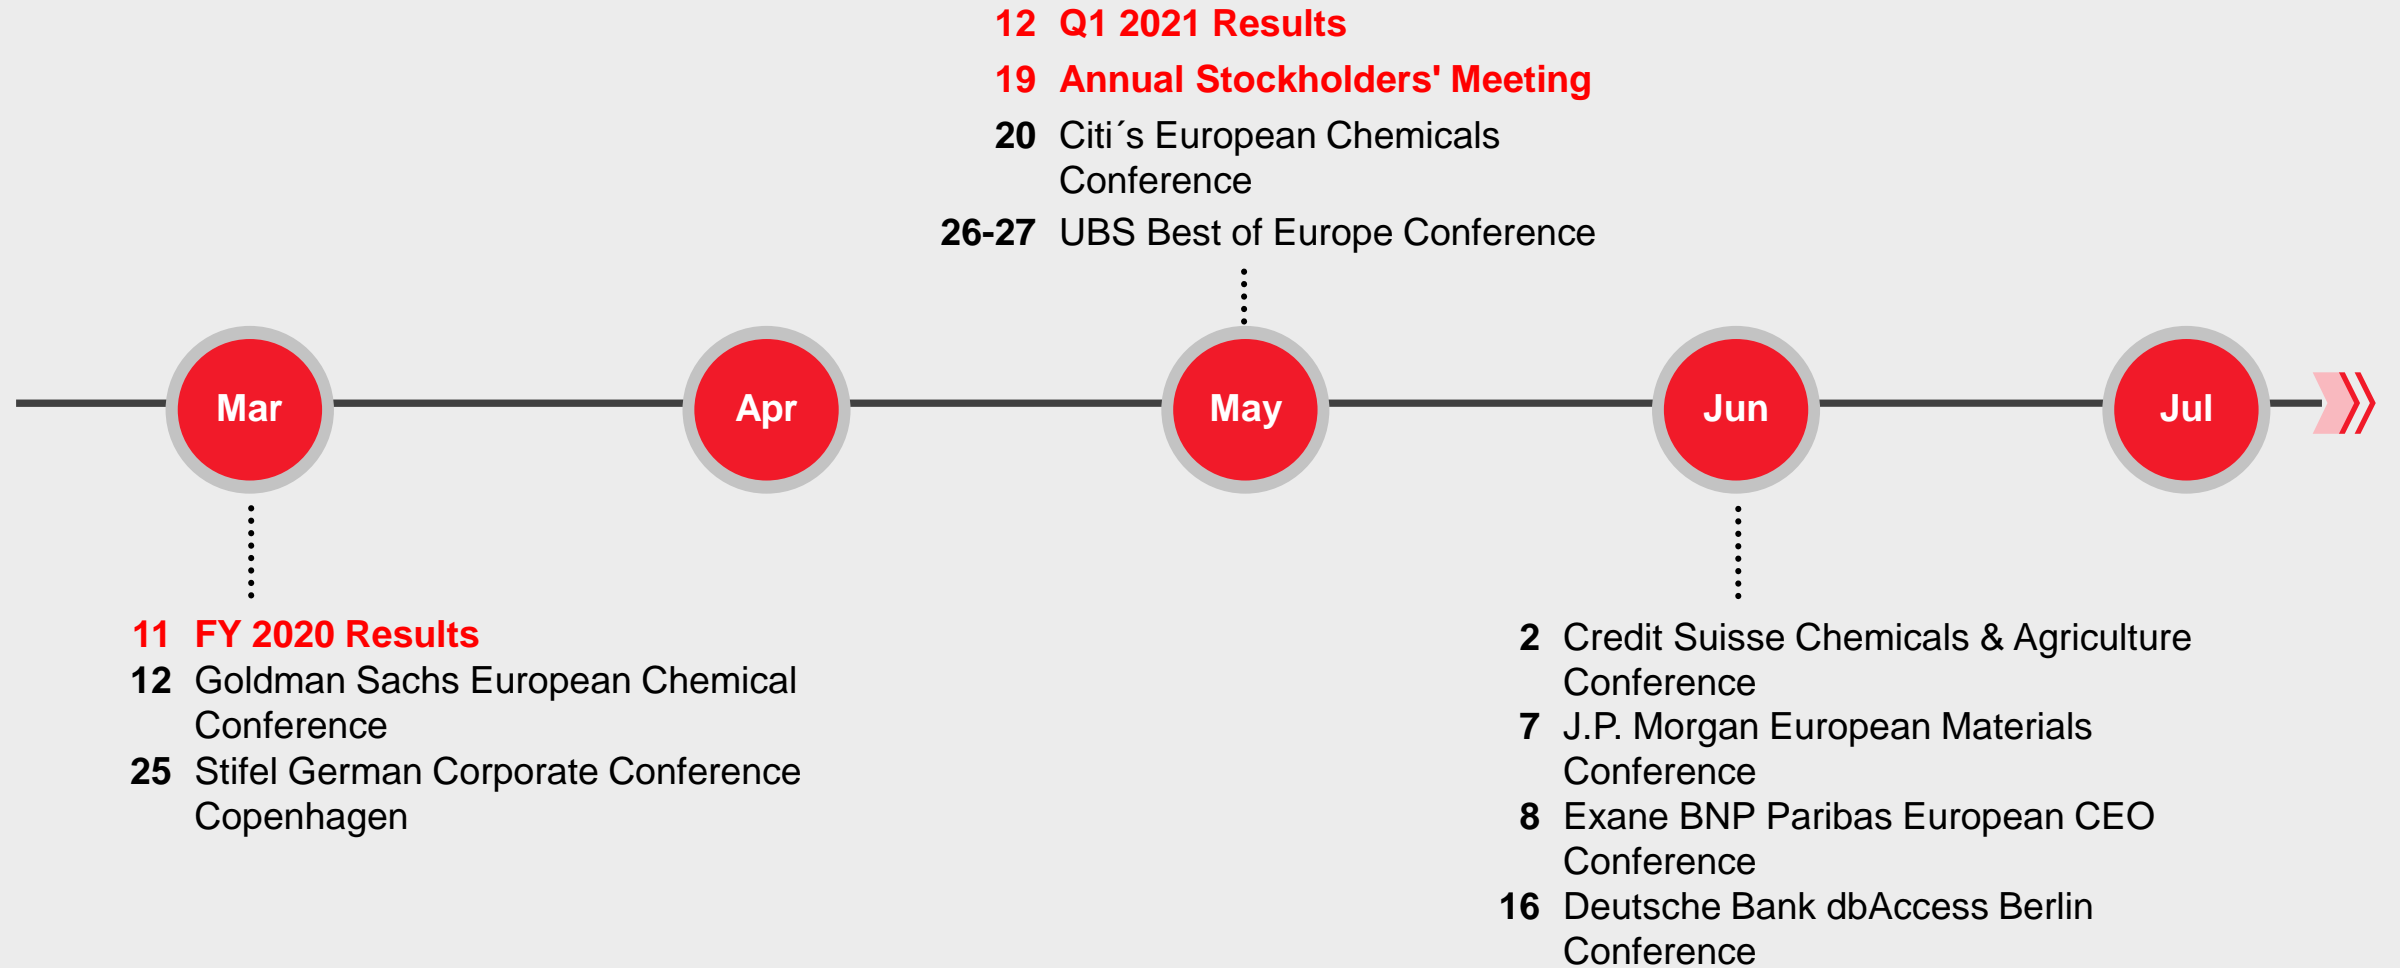 12 Q1 2021 Results
19 Annual Stockholders' Meeting
20 Citi´s European Chemicals
Conference
26-27 UBS Best of Europe Conference
Mar
Apr
May
Jun
Jul
11 FY 2020 Results
12 Goldman Sachs European Chemical
Conference
25 Stifel German Corporate Conference
Copenhagen
2 Credit Suisse Chemicals & Agriculture
Conference
7 J.P. Morgan European Materials
Conference
8 Exane BNP Paribas European CEO
Conference
16 Deutsche Bank dbAccess Berlin
Conference